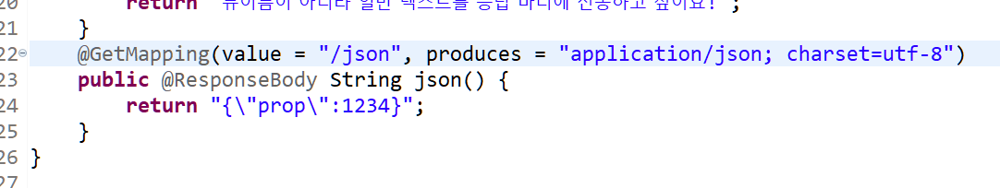 20 return "뷰이름이 아니라 일반 텍스트를 응답 바디에 전송하고 싶어요!";
21 }
22 @GetMapping(value = "/json", produces = "application/json; charset=utf-8")
23 public @ResponseBody String json() {
24 return "{\"prop\":1234}";
25 }
26 }
27